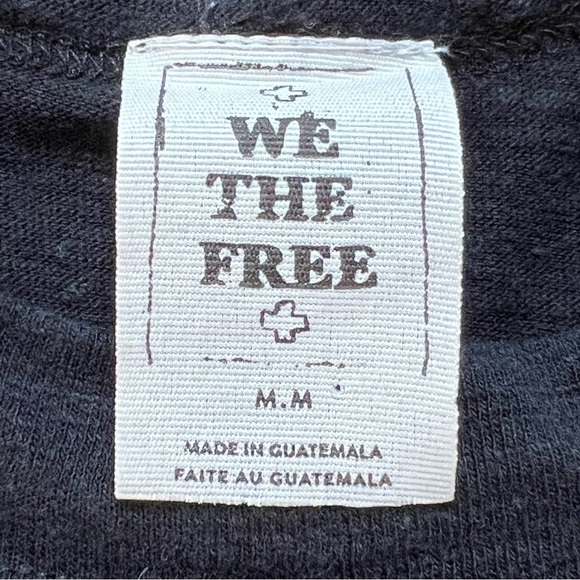 WE
THE
FREE
M.M
MADE IN GUATEMALA
FAITE AU GUATEMALA